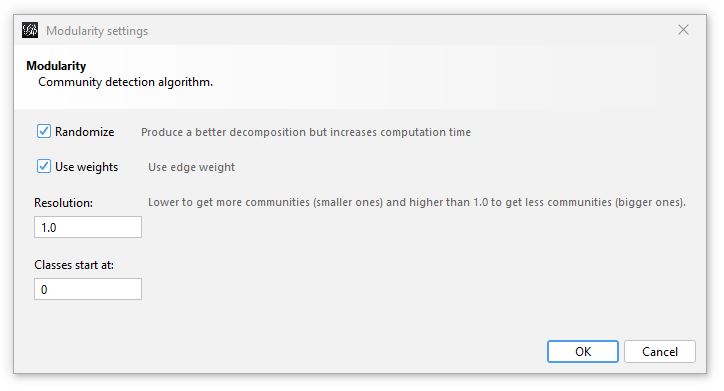 Modularity settings
Modularity
Community detection algorithm.
Randomize Produce a better decomposition but increases computation time
Use weights Use edge weight
Resolution: Lower to get more communities (smaller ones) and higher than 1.0 to get less communities (bigger ones).
1.0
Classes start at:
0
OK Cancel